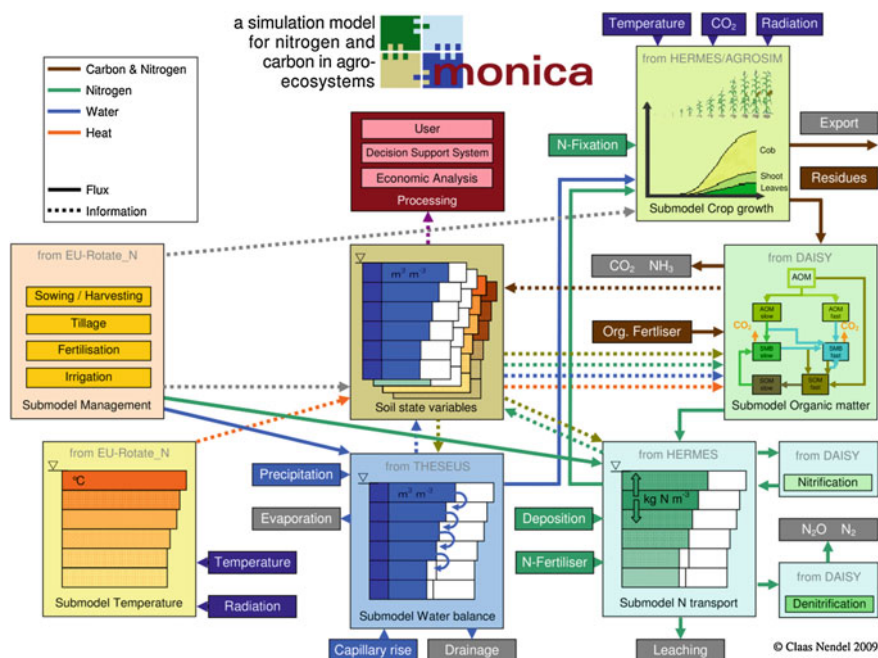 a simulation model
for nitrogen and
carbon in agro-
ecosystems
monica
Carbon & Nitrogen
Nitrogen
Water
Heat
Flux
Information
Temperature
CO₂
Radiation
from HERMES/AGROSIM
Cob
Shoot
Leaves
Submodel Crop growth
N-Fixation
Export
Residues
User
Decision Support System
Economic Analysis
Processing
from EU-Rotate_N
Sowing / Harvesting
Tillage
Fertilisation
Irrigation
Submodel Management
m³ m⁻³
Soil state variables
CO₂ NH₃
Org. Fertliser
from DAISY
AOM
AOM slow
AOM fast
CO₂
CO₂
SMB slow
SMB fast
SOM slow
SOM fast
Submodel Organic matter
from EU-Rotate_N
°C
Submodel Temperature
Temperature
Radiation
Precipitation
Evaporation
from THESEUS
m³ m⁻³
Submodel Water balance
Capillary rise
Drainage
Deposition
N-Fertiliser
from HERMES
kg N m⁻³
Submodel N transport
Leaching
from DAISY
Nitrification
N₂O N₂
from DAISY
Denitrification
© Claas Nendel 2009